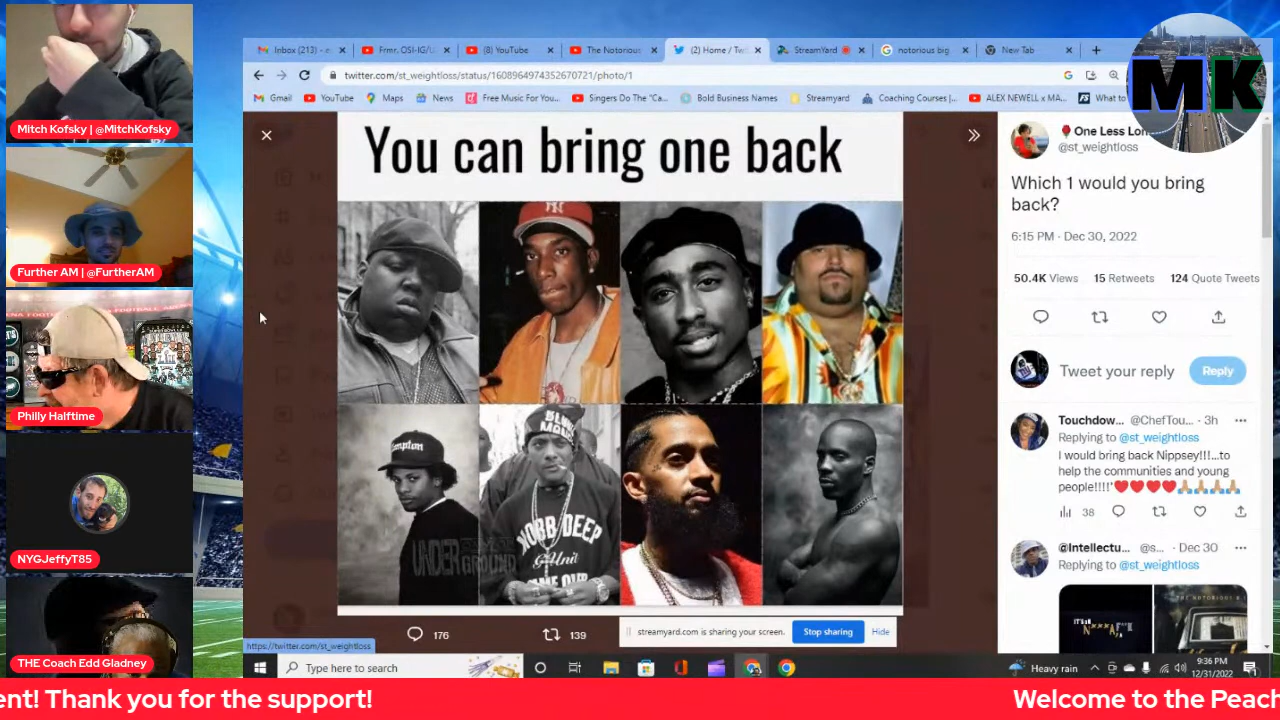 Mitch Kofsky | @MitchKofsky
Further AM | @FurtherAM
Philly Halftime
NYGJeffyT85
THE Coach Edd Gladney
Inbox (213) - e
Frmr. OSI-IG/U
(8) YouTube
The Notorious
(2) Home / Twi
StreamYard
notorious big
New Tab
twitter.com/st_weightloss/status/1608964974352670721/photo/1
Gmail
YouTube
Maps
News
Free Music For You...
Singers Do The "Ca...
Bold Business Names
Streamyard
Coaching Courses |...
ALEX NEWELL x MA...
What to
MK
You can bring one back
COMPTON
UNDERGROUND
MOBB DEEP
G-Unit
One Less Lon
@st_weightloss
Which 1 would you bring
back?
6:15 PM · Dec 30, 2022
50.4K Views 15 Retweets 124 Quote Tweets
Tweet your reply
Reply
Touchdow... @ChefTou... · 3h
Replying to @st_weightloss
I would bring back Nippsey!!!...to
help the communities and young
people!!!!"❤️❤️❤️❤️🙏🏽🙏🏽🙏🏽🙏🏽
38
@Intellectu... @s... · Dec 30
Replying to @st_weightloss
176
139
streamyard.com is sharing your screen.
Stop sharing
Hide
https://twitter.com/st_weightloss
Type here to search
Heavy rain
9:36 PM
12/31/2022
ent! Thank you for the support!
Welcome to the Peach